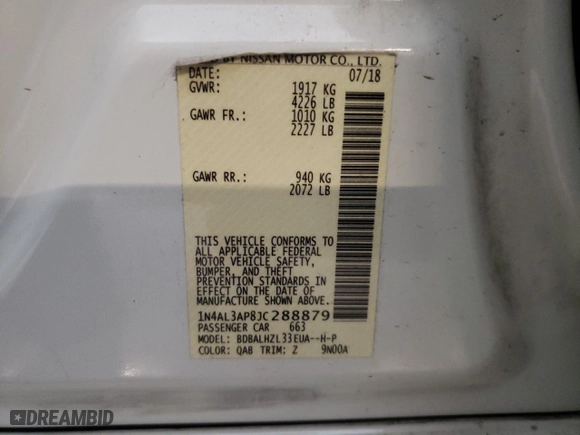 BY NISSAN MOTOR CO., LTD.
DATE: 07/18
GVWR: 1917 KG
4226 LB
GAWR FR.: 1010 KG
2227 LB
GAWR RR.: 940 KG
2072 LB
THIS VEHICLE CONFORMS TO
ALL APPLICABLE FEDERAL
MOTOR VEHICLE SAFETY,
BUMPER, AND THEFT
PREVENTION STANDARDS IN
EFFECT ON THE DATE OF
MANUFACTURE SHOWN ABOVE.
1N4AL3AP8JC288879
PASSENGER CAR 663
MODEL: BDBALHZL33EUA--H-P
COLOR: QAB TRIM: Z 9N00A
DREAMBID